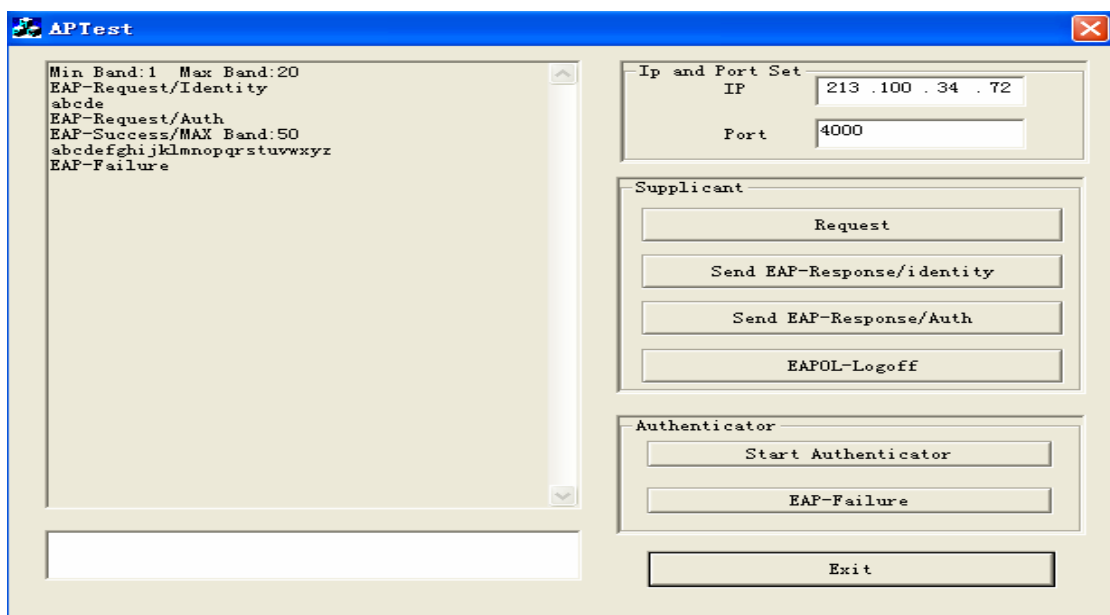 APTest
Min Band:1 Max Band:20
EAP-Request/Identity
abcde
EAP-Request/Auth
EAP-Success/MAX Band:50
abcdefghijklmnopqrstuvwxyz
EAP-Failure
Ip and Port Set
IP 213 .100 . 34 . 72
Port 4000
Supplicant
Request
Send EAP-Response/identity
Send EAP-Response/Auth
EAPOL-Logoff
Authenticator
Start Authenticator
EAP-Failure
Exit